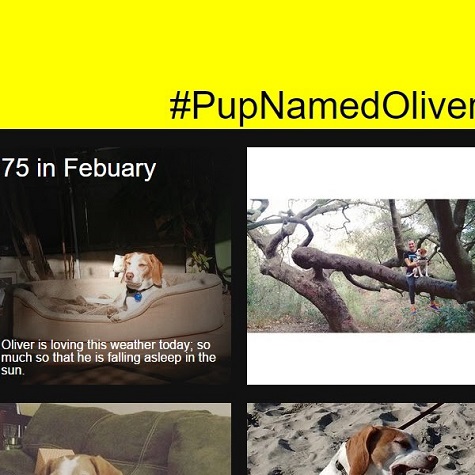 #PupNamedOliver
75 in Febuary
Oliver is loving this weather today; so
much so that he is falling asleep in the
sun.